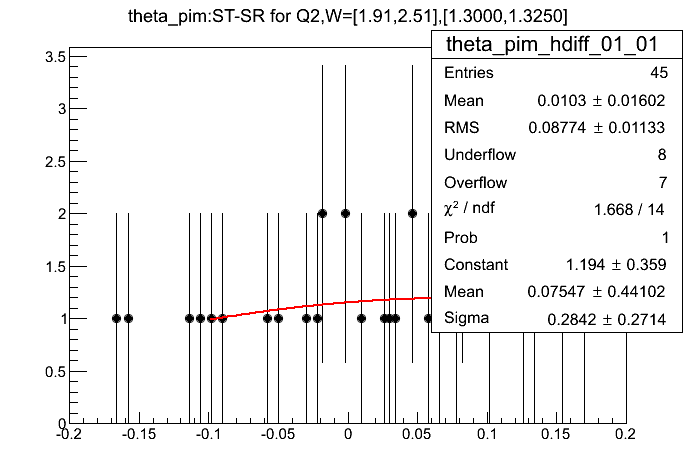 theta_pim:ST-SR for Q2,W=[1.91,2.51],[1.3000,1.3250]
theta_pim_hdiff_01_01
Entries 45
Mean 0.0103 ± 0.01602
RMS 0.08774 ± 0.01133
Underflow 8
Overflow 7
χ² / ndf 1.668 / 14
Prob 1
Constant 1.194 ± 0.359
Mean 0.07547 ± 0.44102
Sigma 0.2842 ± 0.2714
3.5
3
2.5
2
1.5
1
0.5
0
-0.2 -0.15 -0.1 -0.05 0 0.05 0.1 0.15 0.2